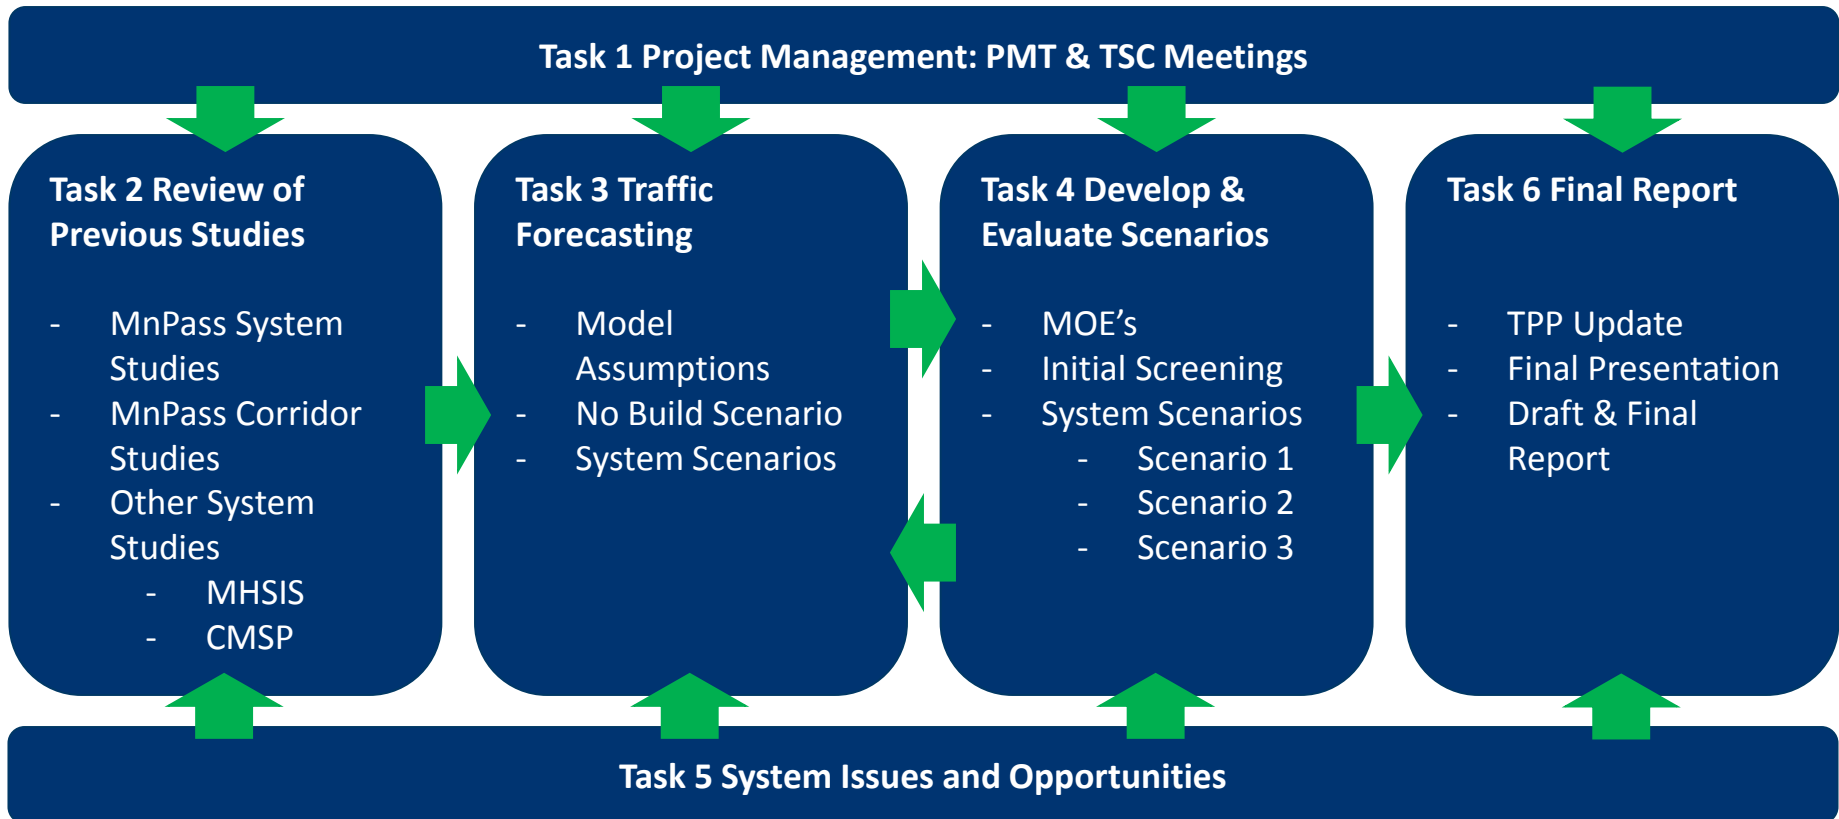 Task 1 Project Management: PMT & TSC Meetings
Task 2 Review of
Previous Studies
- MnPass System
Studies
- MnPass Corridor
Studies
- Other System
Studies
- MHSIS
- CMSP
Task 3 Traffic
Forecasting
- Model
Assumptions
- No Build Scenario
- System Scenarios
Task 4 Develop &
Evaluate Scenarios
- MOE’s
- Initial Screening
- System Scenarios
- Scenario 1
- Scenario 2
- Scenario 3
Task 6 Final Report
- TPP Update
- Final Presentation
- Draft & Final
Report
Task 5 System Issues and Opportunities